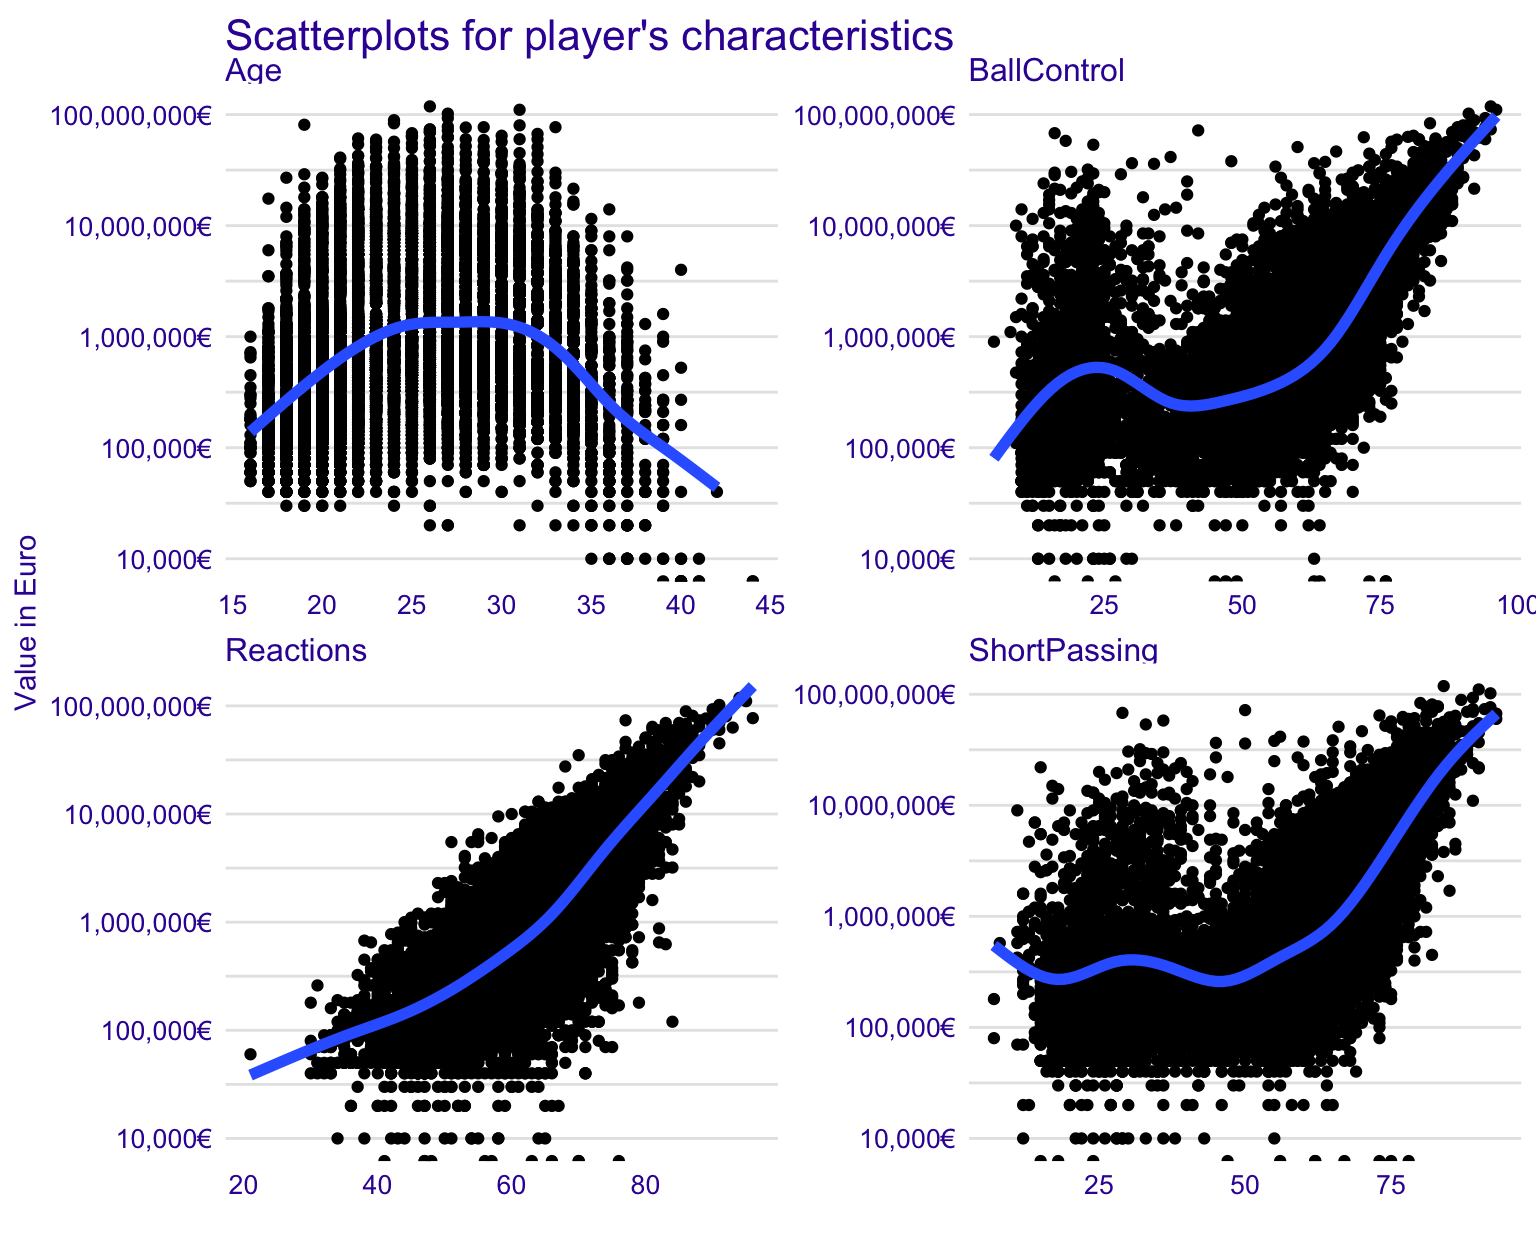 Scatterplots for player's characteristics
Age
100,000,000€
10,000,000€
1,000,000€
100,000€
10,000€
15 20 25 30 35 40 45
BallControl
100,000,000€
10,000,000€
1,000,000€
100,000€
10,000€
25 50 75 100
Value in Euro
Reactions
100,000,000€
10,000,000€
1,000,000€
100,000€
10,000€
20 40 60 80
ShortPassing
100,000,000€
10,000,000€
1,000,000€
100,000€
10,000€
25 50 75